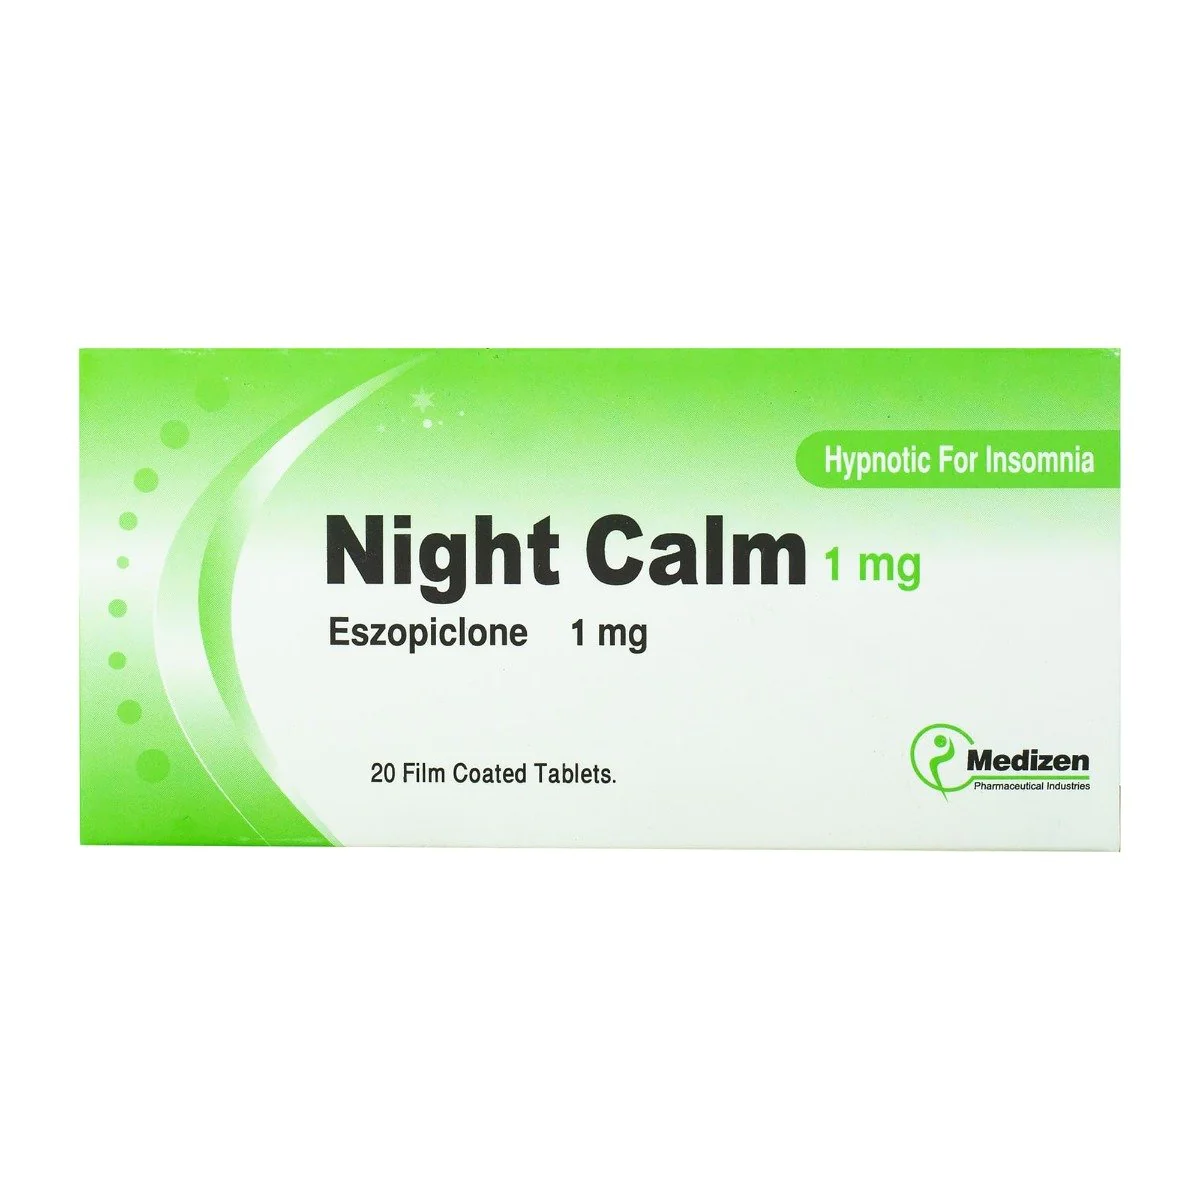 Hypnotic For Insomnia
Night Calm 1 mg
Eszopiclone 1 mg
20 Film Coated Tablets.
Medizen
Pharmaceutical Industries